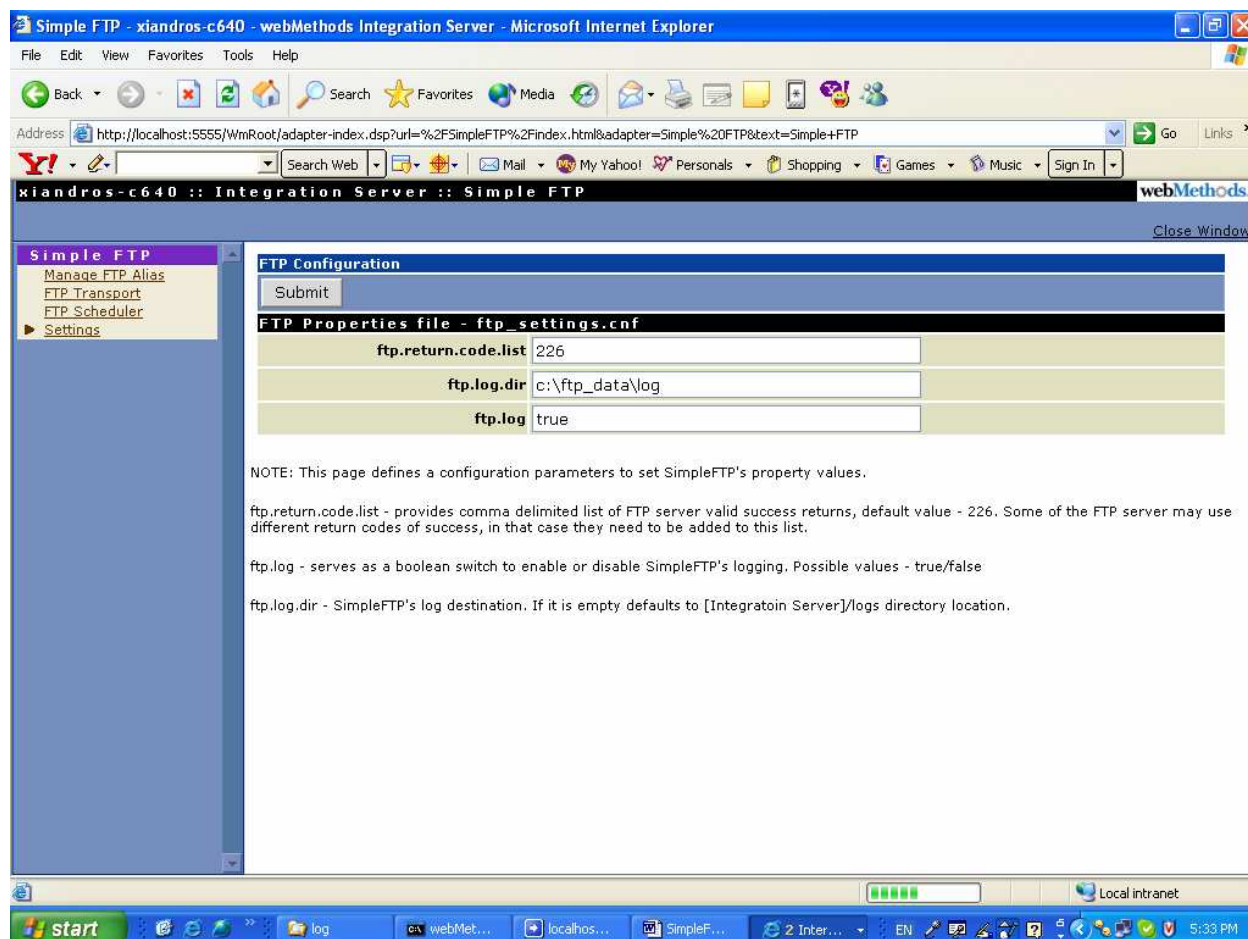 Simple FTP - xiandros-c640 - webMethods Integration Server - Microsoft Internet Explorer
File Edit View Favorites Tools Help
Back Search Favorites Media
Address http://localhost:5555/WmRoot/adapter-index.dsp?url=%2FSimpleFTP%2Findex.html&adapter=Simple%20FTP&text=Simple+FTP Go Links
Y! Search Web Mail My Yahoo! Personals Shopping Games Music Sign In
xiandros-c640 :: Integration Server :: Simple FTP webMethods.
Close Window
Simple FTP
Manage FTP Alias
FTP Transport
FTP Scheduler
Settings
FTP Configuration
Submit
FTP Properties file - ftp_settings.cnf
ftp.return.code.list 226
ftp.log.dir c:\ftp_data\log
ftp.log true
NOTE: This page defines a configuration parameters to set SimpleFTP's property values.
ftp.return.code.list - provides comma delimited list of FTP server valid success returns, default value - 226. Some of the FTP server may use
different return codes of success, in that case they need to be added to this list.
ftp.log - serves as a boolean switch to enable or disable SimpleFTP's logging. Possible values - true/false
ftp.log.dir - SimpleFTP's log destination. If it is empty defaults to [Integratoin Server]/logs directory location.
Local intranet
start log webMet... localhos... SimpleF... 2 Inter... EN 5:33 PM